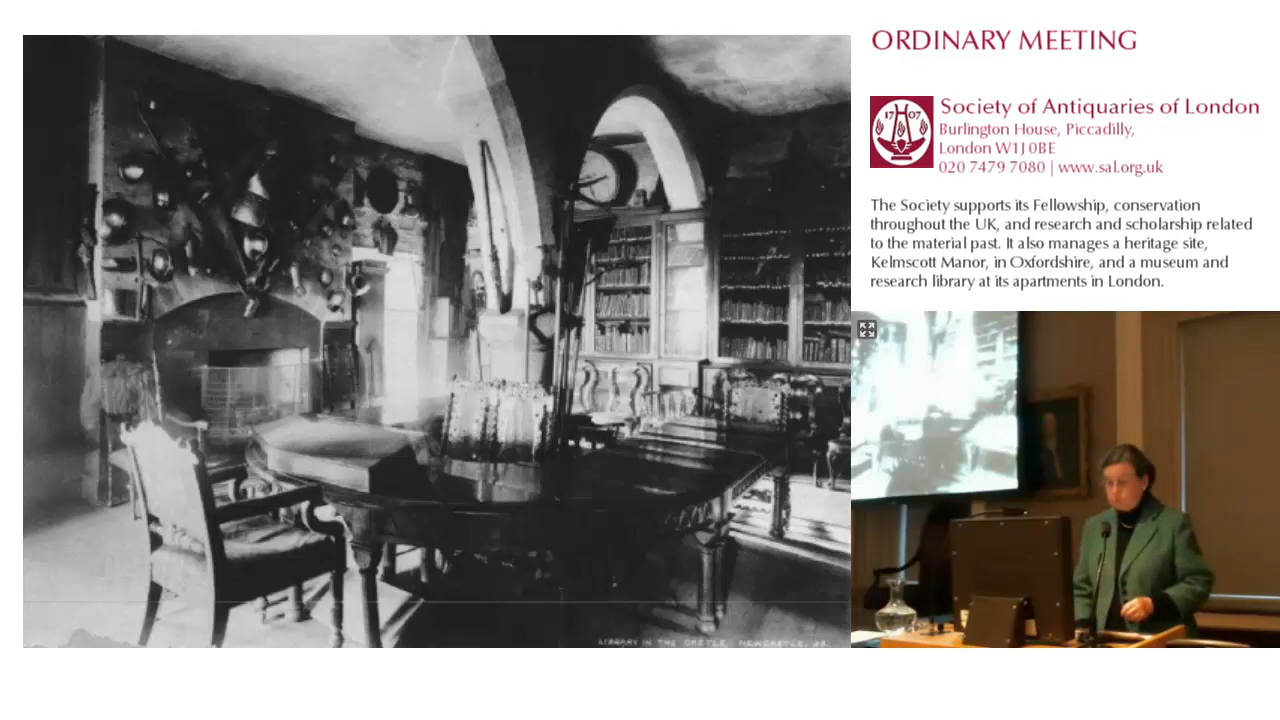 ORDINARY MEETING
17 07
Society of Antiquaries of London
Burlington House, Piccadilly,
London W1J 0BE
020 7479 7080 | www.sal.org.uk
The Society supports its Fellowship, conservation
throughout the UK, and research and scholarship related
to the material past. It also manages a heritage site,
Kelmscott Manor, in Oxfordshire, and a museum and
research library at its apartments in London.
LIBRARY IN THE CASTLE, NEWCASTLE.